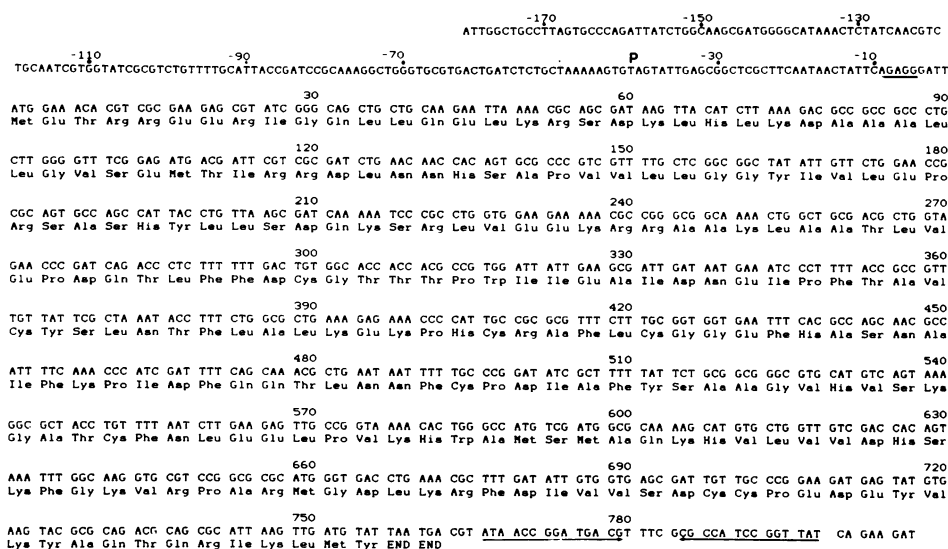 -170 -150 -130
ATTGGCTGCCTTAGTGCCCAGATTATCTGGCAAGCGATGGGGCATAAACTCTATCAACGTC
-110 -90 -70 P -30 -10
TGCAATCGTGGTATCGCGTCTGTTTTGCATTACCGATCCGCAAAGGCTGGGTGCGTGACTGATCTCTGCTAAAAAGTGTAGTATTGAGCGGCTCGCTTCAATAACTATTCAGAGGGATT
30 60 90
ATG GAA ACA CGT CGC GAA GAG CGT ATC GGG CAG CTG CTG CAA GAA TTA AAA CGC AGC GAT AAG TTA CAT CTT AAA GAC GCC GCC GCC CTG
Met Glu Thr Arg Arg Glu Glu Arg Ile Gly Gln Leu Leu Gln Glu Leu Lys Arg Ser Asp Lys Leu His Leu Lys Asp Ala Ala Ala Leu
120 150 180
CTT GGG GTT TCG GAG ATG ACG ATT CGT CGC GAT CTG AAC AAC CAC AGT GCG CCC GTC GTT TTG CTC GGC GGC TAT ATT GTT CTG GAA CCG
Leu Gly Val Ser Glu Met Thr Ile Arg Arg Asp Leu Asn Asn His Ser Ala Pro Val Val Leu Leu Gly Gly Tyr Ile Val Leu Glu Pro
210 240 270
CGC AGT GCC AGC CAT TAC CTG TTA AGC GAT CAA AAA TCC CGC CTG GTG GAA GAA AAA CGC CGG GCG GCA AAA CTG GCT GCG ACG CTG GTA
Arg Ser Ala Ser His Tyr Leu Leu Ser Asp Gln Lys Ser Arg Leu Val Glu Glu Lys Arg Arg Ala Ala Lys Leu Ala Ala Thr Leu Val
300 330 360
GAA CCC GAT CAG ACC CTC TTT TTT GAC TGT GGC ACC ACC ACG CCG TGG ATT ATT GAA GCG ATT GAT AAT GAA ATC CCT TTT ACC GCC GTT
Glu Pro Asp Gln Thr Leu Phe Phe Asp Cys Gly Thr Thr Thr Pro Trp Ile Ile Glu Ala Ile Asp Asn Glu Ile Pro Phe Thr Ala Val
390 420 450
TGT TAT TCG CTA AAT ACC TTT CTG GCG CTG AAA GAG AAA CCC CAT TGC CGC GCG TTT CTT TGC GGT GGT GAA TTT CAC GCC AGC AAC GCC
Cys Tyr Ser Leu Asn Thr Phe Leu Ala Leu Lys Glu Lys Pro His Cys Arg Ala Phe Leu Cys Gly Gly Glu Phe His Ala Ser Asn Ala
480 510 540
ATT TTC AAA CCC ATC GAT TTT CAG CAA ACG CTG AAT AAT TTT TGC CCG GAT ATC GCT TTT TAT TCT GCG GCG GGC GTG CAT GTC AGT AAA
Ile Phe Lys Pro Ile Asp Phe Gln Gln Thr Leu Asn Asn Phe Cys Pro Asp Ile Ala Phe Tyr Ser Ala Ala Gly Val His Val Ser Lys
570 600 630
GGC GCT ACC TGT TTT AAT CTT GAA GAG TTG CCG GTA AAA CAC TGG GCC ATG TCG ATG GCG CAA AAG CAT GTG CTG GTT GTC GAC CAC AGT
Gly Ala Thr Cys Phe Asn Leu Glu Glu Leu Pro Val Lys His Trp Ala Met Ser Met Ala Gln Lys His Val Leu Val Val Asp His Ser
660 690 720
AAA TTT GGC AAG GTG CGT CCG GCG CGC ATG GGT GAC CTG AAA CGC TTT GAT ATT GTG GTG AGC GAT TGT TGC CCG GAA GAT GAG TAT GTG
Lys Phe Gly Lys Val Arg Pro Ala Arg Met Gly Asp Leu Lys Arg Phe Asp Ile Val Val Ser Asp Cys Cys Pro Glu Asp Glu Tyr Val
750 780
AAG TAC GCG CAG ACG CAG CGC ATT AAG TTG ATG TAT TAA TGA CGT ATA ACC GGA TGA CGT TTC GCG CCA TCC GGT TAT CA GAA GAT
Lys Tyr Ala Gln Thr Gln Arg Ile Lys Leu Met Tyr END END